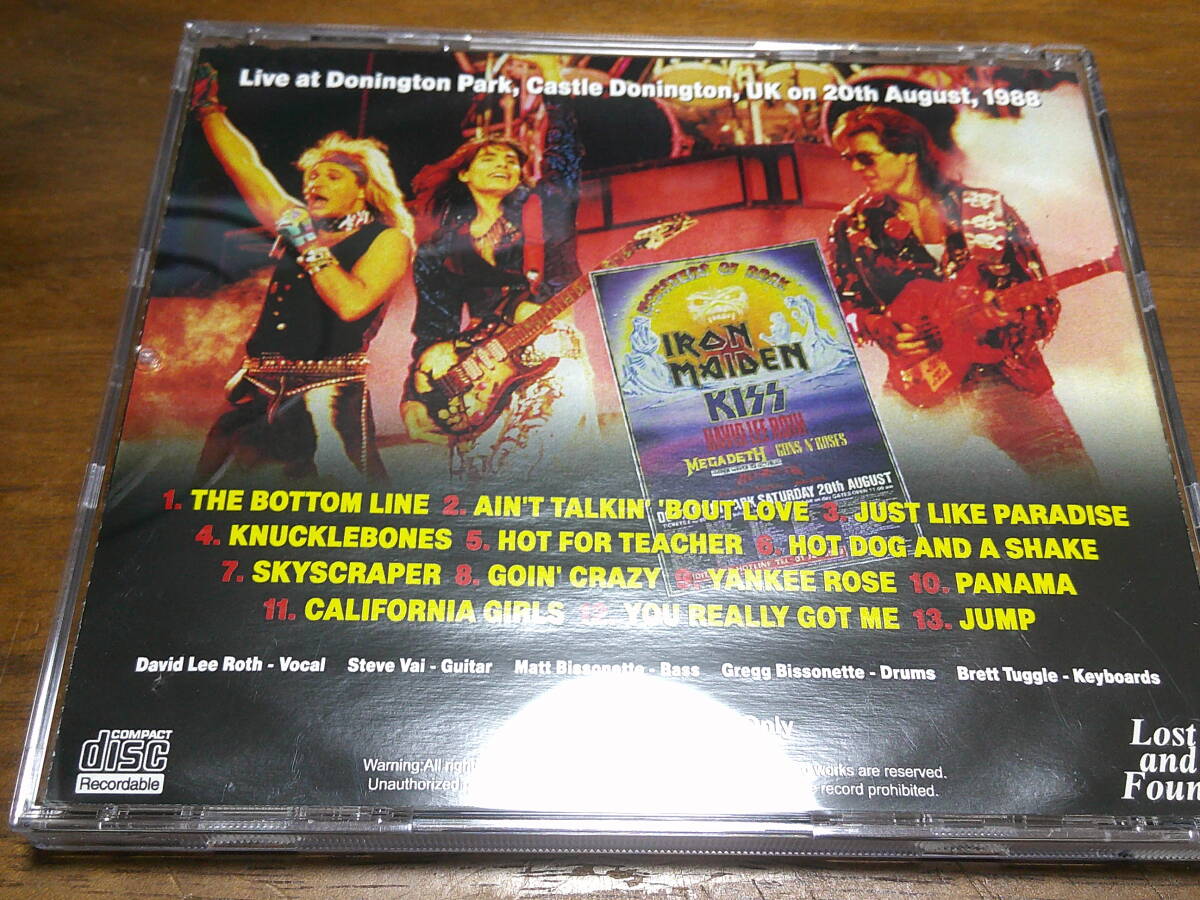 Live at Donington Park, Castle Donington, UK on 20th August, 1988
MONSTERS OF ROCK
IRON
MAIDEN
KISS
DAVID LEE ROTH
MEGADETH GUNS N' ROSES
PARK SATURDAY 20th AUGUST
1. THE BOTTOM LINE 2. AIN'T TALKIN' 'BOUT LOVE 3. JUST LIKE PARADISE
4. KNUCKLEBONES 5. HOT FOR TEACHER 6. HOT DOG AND A SHAKE
7. SKYSCRAPER 8. GOIN' CRAZY 9. YANKEE ROSE 10. PANAMA
11. CALIFORNIA GIRLS 12. YOU REALLY GOT ME 13. JUMP
David Lee Roth - Vocal Steve Vai - Guitar Matt Bissonette - Bass Gregg Bissonette - Drums Brett Tuggle - Keyboards
Only
COMPACT
disc
Recordable
Warning:All works are reserved.
Unauthorized record prohibited.
Lost
and
Foun